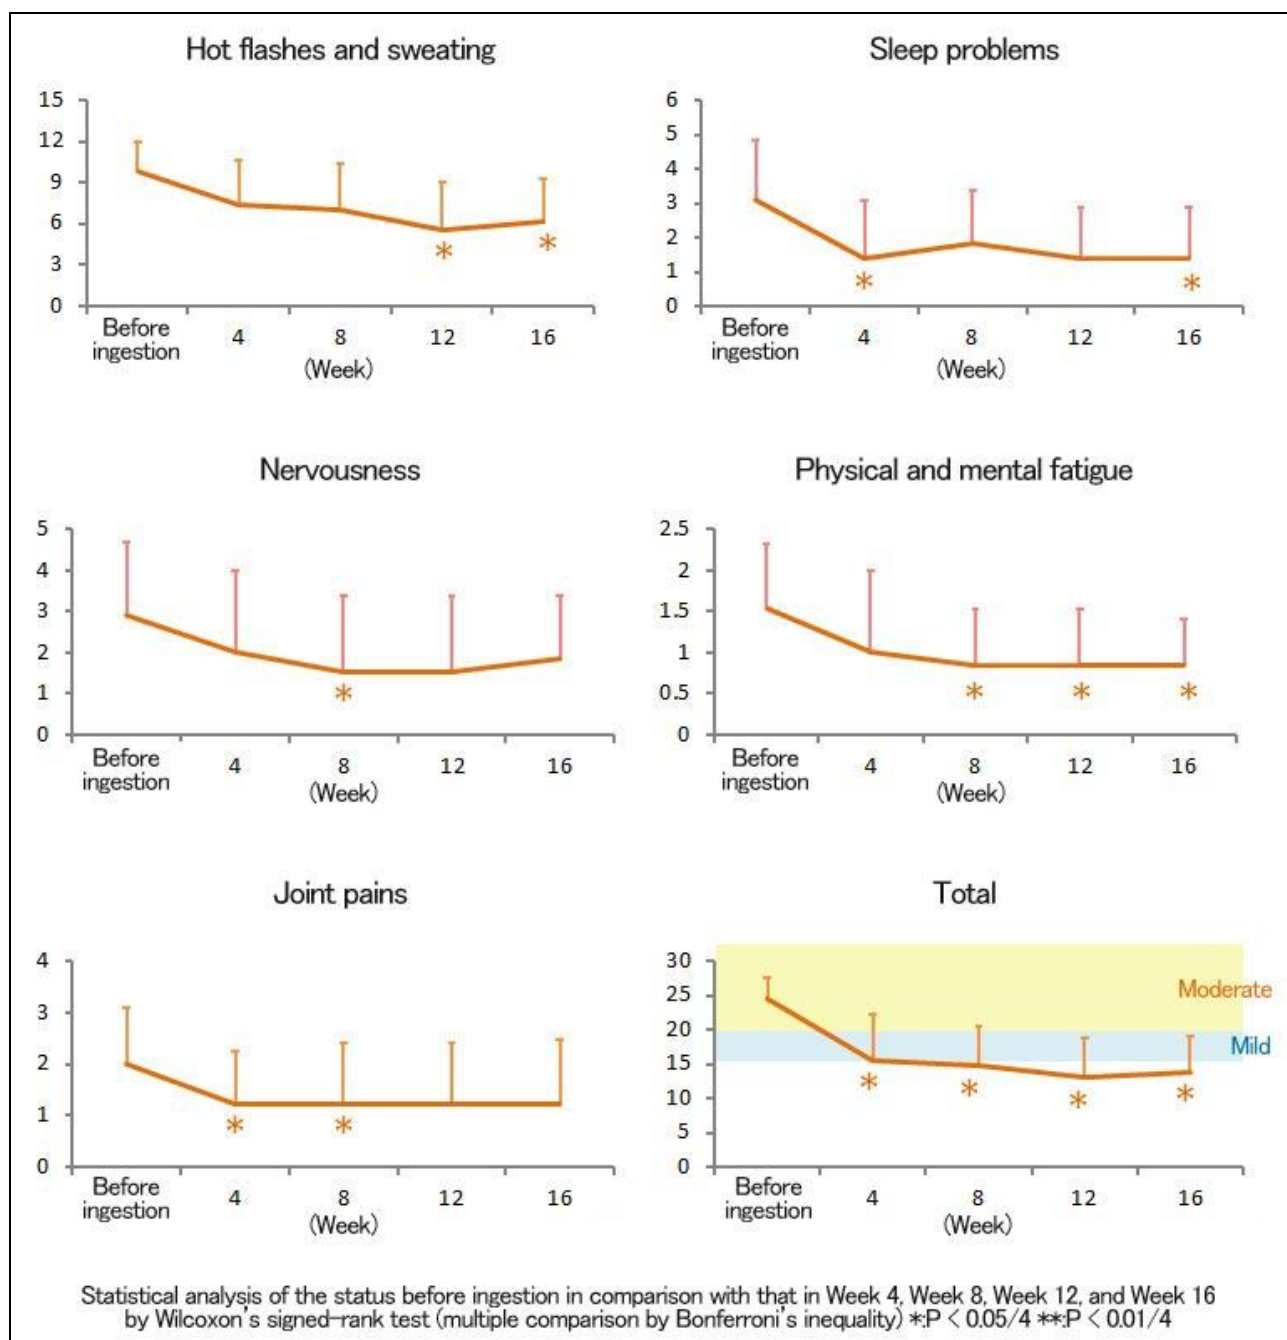 Hot flashes and sweating
15
12
9
6
3
0
*
*
Before
ingestion
4
8
12
16
(Week)
Sleep problems
6
5
4
3
2
1
0
*
*
Before
ingestion
4
8
12
16
(Week)
Nervousness
5
4
3
2
1
0
*
Before
ingestion
4
8
12
16
(Week)
Physical and mental fatigue
2.5
2
1.5
1
0.5
0
*
*
*
Before
ingestion
4
8
12
16
(Week)
Joint pains
4
3
2
1
0
*
*
Before
ingestion
4
8
12
16
(Week)
Total
30
25
20
15
10
5
0
Moderate
Mild
*
*
*
*
Before
ingestion
4
8
12
16
(Week)
Statistical analysis of the status before ingestion in comparison with that in Week 4, Week 8, Week 12, and Week 16
by Wilcoxon's signed-rank test (multiple comparison by Bonferroni's inequality) *:P < 0.05/4 **:P < 0.01/4